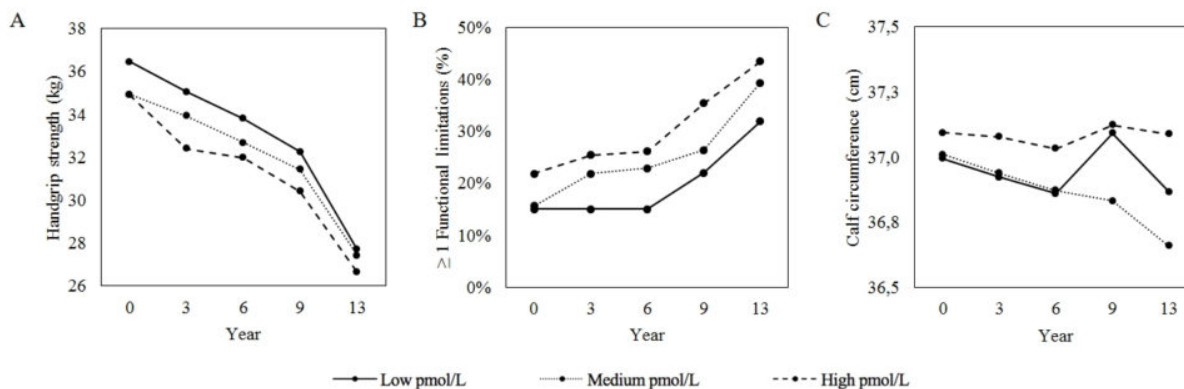 A
Handgrip strength (kg)
38
36
34
32
30
28
26
0 3 6 9 13
Year
B
≥ 1 Functional limitations (%)
50%
40%
30%
20%
10%
0%
0 3 6 9 13
Year
C
Calf circumference (cm)
37,5
37,3
37,0
36,8
36,5
0 3 6 9 13
Year
Low pmol/L Medium pmol/L High pmol/L